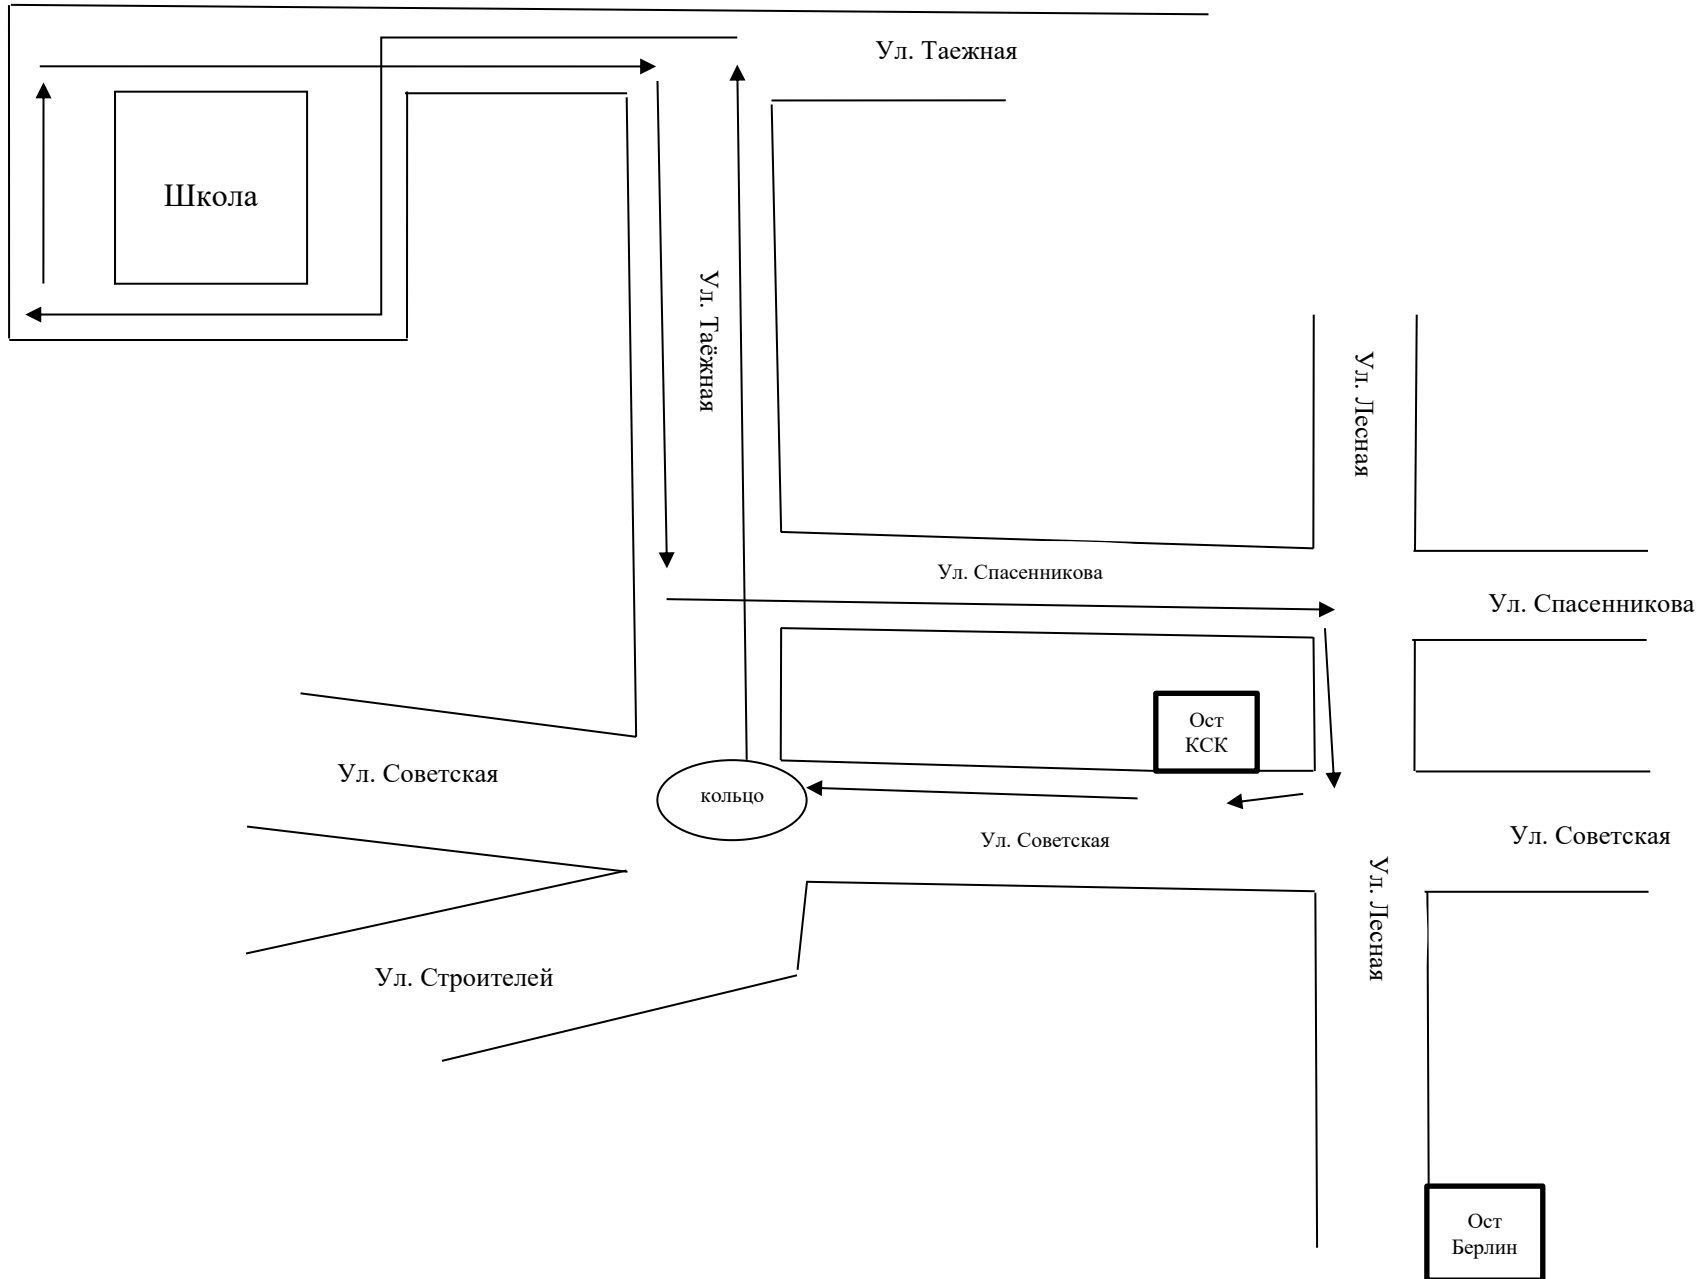 Ул. Таежная
Школа
Ул. Таёжная
Ул. Лесная
Ул. Спасенникова
Ул. Спасенникова
Ост
КСК
Ул. Советская
кольцо
Ул. Советская
Ул. Советская
Ул. Лесная
Ул. Строителей
Ост
Берлин